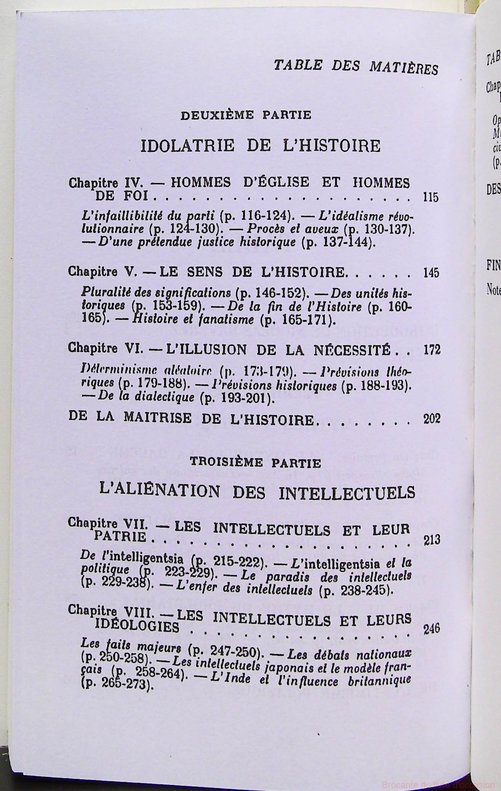 TABLE DES MATIÈRES
DEUXIÈME PARTIE
IDOLATRIE DE L'HISTOIRE
Chapitre IV. — HOMMES D'ÉGLISE ET HOMMES
DE FOI . . . . . . . . . . . . . . . . . . . . 115
L'infaillibilité du parti (p. 116-124). — L'idéalisme révo-
lutionnaire (p. 124-130). — Procès et aveux (p. 130-137).
— D'une prétendue justice historique (p. 137-144).
Chapitre V. — LE SENS DE L'HISTOIRE. . . . . . 145
Pluralité des significations (p. 146-152). — Des unités his-
toriques (p. 153-159). — De la fin de l'Histoire (p. 160-
165). — Histoire et fanatisme (p. 165-171).
Chapitre VI. — L'ILLUSION DE LA NÉCESSITÉ. . 172
Déterminisme aléatoire (p. 173-179). — Prévisions théo-
riques (p. 179-188). — Prévisions historiques (p. 188-193).
— De la dialectique (p. 193-201).
DE LA MAITRISE DE L'HISTOIRE. . . . . . . . 202
TROISIÈME PARTIE
L'ALIÉNATION DES INTELLECTUELS
Chapitre VII. — LES INTELLECTUELS ET LEUR
PATRIE . . . . . . . . . . . . . . . . . . . . 213
De l'intelligentsia (p. 215-222). — L'intelligentsia et la
politique (p. 223-229). — Le paradis des intellectuels
(p. 229-238). — L'enfer des intellectuels (p. 238-245).
Chapitre VIII. — LES INTELLECTUELS ET LEURS
IDÉOLOGIES . . . . . . . . . . . . . . . . . 246
Les faits majeurs (p. 247-250). — Les débats nationaux
(p. 250-258). — Les intellectuels japonais et le modèle fran-
çais (p. 258-264). — L'Inde et l'influence britannique
(p. 265-273).
TAB
Chap
Op
(p.
DES
FIN
Note